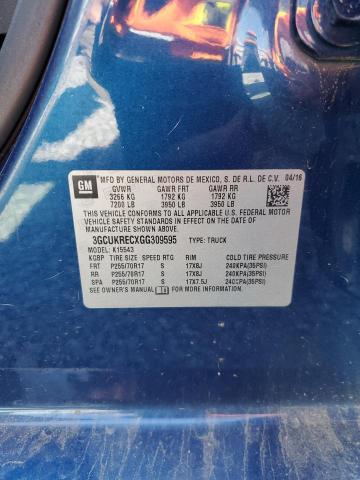 GM MFD BY GENERAL MOTORS DE MEXICO, S. DE R.L. DE C.V. 04/16
GVWR GAWR FRT GAWR RR
3266 KG 1792 KG 1792 KG
7200 LB 3950 LB 3950 LB
THIS VEHICLE CONFORMS TO ALL APPLICABLE U.S. FEDERAL
MOTOR VEHICLE SAFETY STANDARDS IN EFFECT ON THE DATE OF
MANUFACTURE SHOWN ABOVE.
3GCUKRECXGG309595 TYPE: TRUCK
MODEL: K15543
KGBP TIRE SIZE SPEED RTG RIM COLD TIRE PRESSURE
FRT P255/70R17 S 17X8J 240KPA(35PSI)
RR P255/70R17 S 17X8J 240KPA(35PSI)
SPA P255/70R17 S 17X7.5J 240KPA(35PSI)
SEE OWNER'S MANUAL FOR MORE INFORMATION.